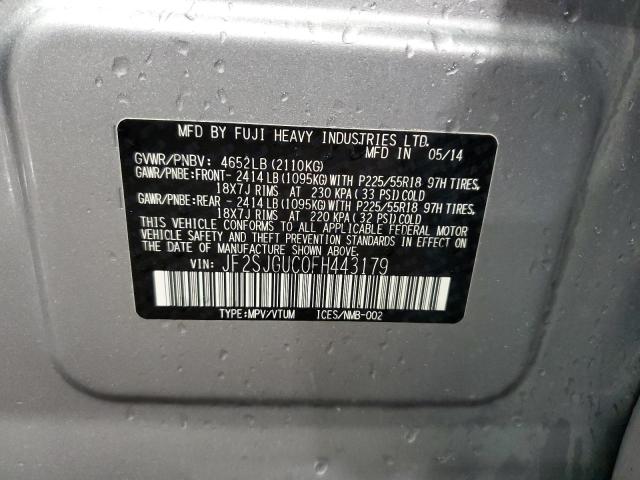 MFD BY FUJI HEAVY INDUSTRIES LTD.
MFD IN 05/14
GVWR/PNBV: 4652LB (2110KG)
GAWR/PNBE:FRONT- 2414LB(1095KG)WITH P225/55R18 97H TIRES,
18X7J RIMS AT 230 KPA (33 PSI) COLD
GAWR/PNBE:REAR - 2414LB(1095KG)WITH P225/55R18 97H TIRES,
18X7J RIMS AT 220 KPA (32 PSI) COLD
THIS VEHICLE CONFORMS TO ALL APPLICABLE FEDERAL MOTOR
VEHICLE SAFETY AND THEFT PREVENTION STANDARDS IN EFFECT ON
THE DATE OF MANUFACTURE SHOWN ABOVE.
VIN: JF2SJGUC0FH443179
TYPE:MPV/VTUM ICES/NMB-002